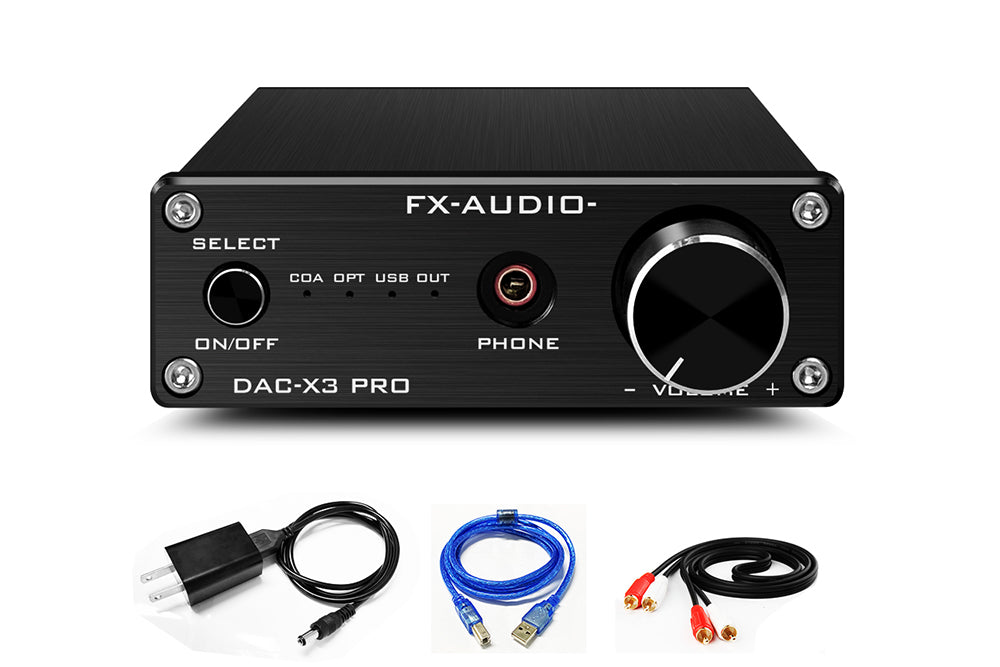 FX-AUDIO-
SELECT
COA OPT USB OUT
ON/OFF
PHONE
DAC-X3 PRO
- VOLUME +